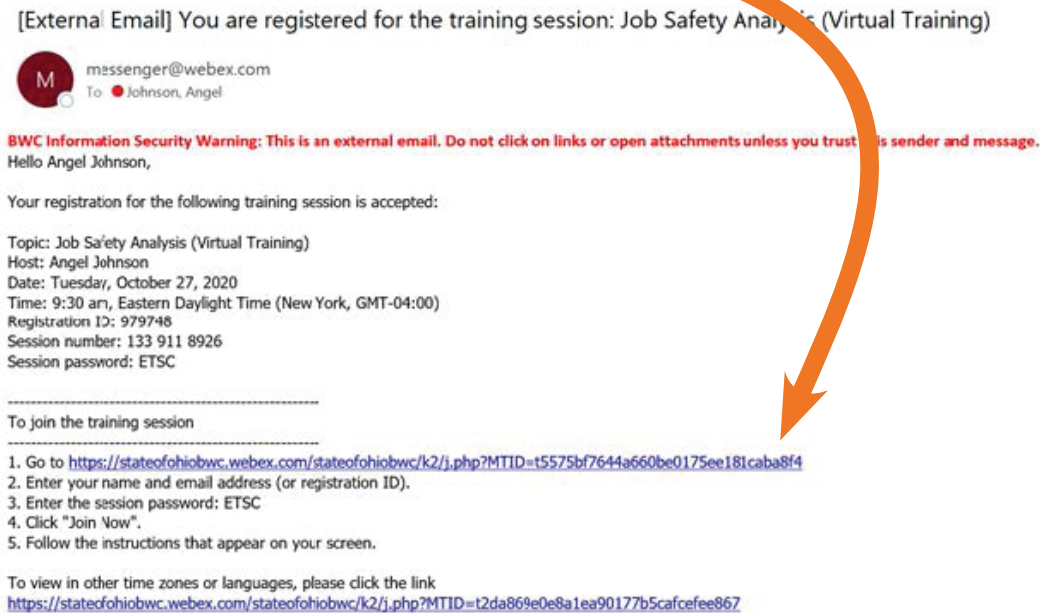 [External Email] You are registered for the training session: Job Safety Analysis (Virtual Training)
M
messenger@webex.com
To Johnson, Angel
BWC Information Security Warning: This is an external email. Do not click on links or open attachments unless you trust sender and message.
Hello Angel Johnson,
Your registration for the following training session is accepted:
Topic: Job Safety Analysis (Virtual Training)
Host: Angel Johnson
Date: Tuesday, October 27, 2020
Time: 9:30 am, Eastern Daylight Time (New York, GMT-04:00)
Registration ID: 979748
Session number: 133 911 8926
Session password: ETSC
-------------------------------------------------------
To join the training session
-------------------------------------------------------
1. Go to https://stateofohiobwc.webex.com/stateofohiobwc/k2/j.php?MTID=t5575bf7644a660be0175ee181caba8f4
2. Enter your name and email address (or registration ID).
3. Enter the session password: ETSC
4. Click "Join Now".
5. Follow the instructions that appear on your screen.
To view in other time zones or languages, please click the link
https://stateofohiobwc.webex.com/stateofohiobwc/k2/j.php?MTID=t2da869e0e8a1ea90177b5cafcefee867